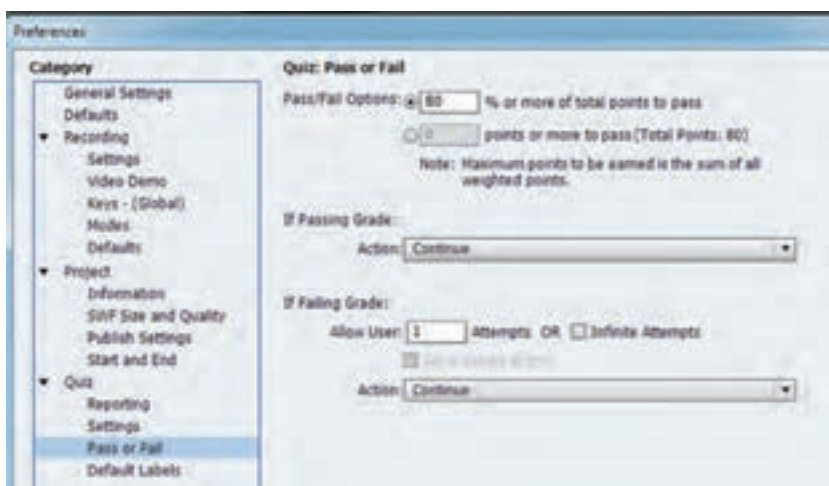 Preferences
Category
General Settings
Defaults
Recording
Settings
Video Demo
Keys - (Global)
Modes
Defaults
Project
Information
SWF Size and Quality
Publish Settings
Start and End
Quiz
Reporting
Settings
Pass or Fail
Default Labels
Quiz: Pass or Fail
Pass/Fail Options: 80 % or more of total points to pass
0 points or more to pass(Total Points: 80)
Note: Maximum points to be earned is the sum of all
weighted points.
If Passing Grade:
Action: Continue
If Failing Grade:
Allow User: 1 Attempts OR Infinite Attempts
Action: Continue